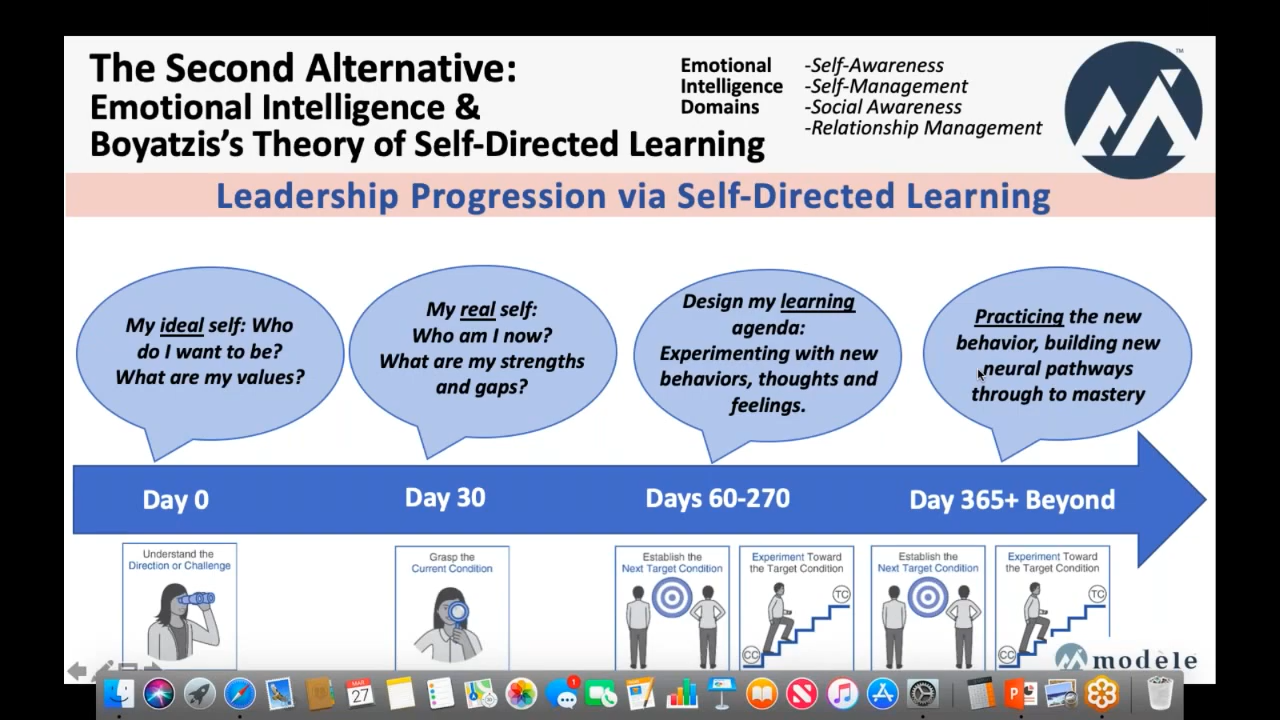 The Second Alternative:
Emotional Intelligence &
Boyatzis's Theory of Self-Directed Learning
Emotional
Intelligence
Domains
-Self-Awareness
-Self-Management
-Social Awareness
-Relationship Management
TM
Leadership Progression via Self-Directed Learning
My ideal self: Who
do I want to be?
What are my values?
My real self:
Who am I now?
What are my strengths
and gaps?
Design my learning
agenda:
Experimenting with new
behaviors, thoughts and
feelings.
Practicing the new
behavior, building new
neural pathways
through to mastery
Day 0
Day 30
Days 60-270
Day 365+ Beyond
Understand the
Direction or Challenge
Grasp the
Current Condition
Establish the
Next Target Condition
Experiment Toward
the Target Condition
TC
CC
Establish the
Next Target Condition
Experiment Toward
the Target Condition
TC
CC
modèle
MAR
27
1
P